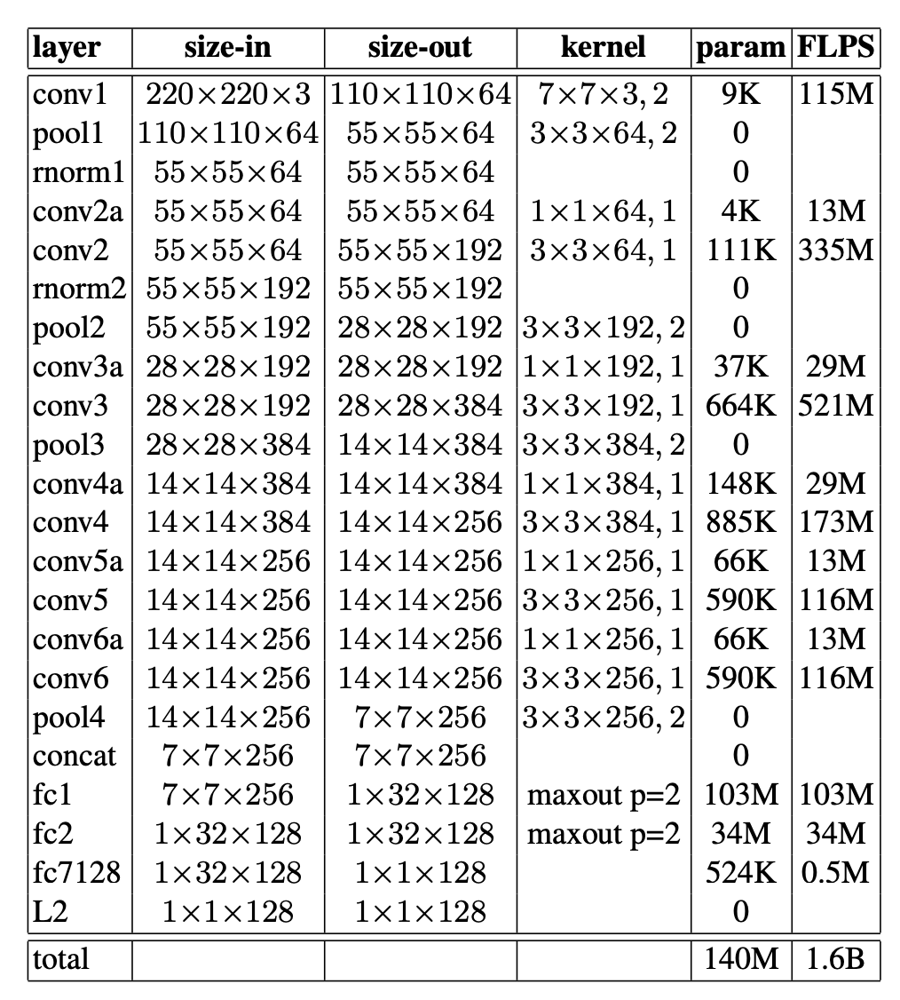 layer size-in size-out kernel param FLPS
conv1 220×220×3 110×110×64 7×7×3, 2 9K 115M
pool1 110×110×64 55×55×64 3×3×64, 2 0
rnorm1 55×55×64 55×55×64 0
conv2a 55×55×64 55×55×64 1×1×64, 1 4K 13M
conv2 55×55×64 55×55×192 3×3×64, 1 111K 335M
rnorm2 55×55×192 55×55×192 0
pool2 55×55×192 28×28×192 3×3×192, 2 0
conv3a 28×28×192 28×28×192 1×1×192, 1 37K 29M
conv3 28×28×192 28×28×384 3×3×192, 1 664K 521M
pool3 28×28×384 14×14×384 3×3×384, 2 0
conv4a 14×14×384 14×14×384 1×1×384, 1 148K 29M
conv4 14×14×384 14×14×256 3×3×384, 1 885K 173M
conv5a 14×14×256 14×14×256 1×1×256, 1 66K 13M
conv5 14×14×256 14×14×256 3×3×256, 1 590K 116M
conv6a 14×14×256 14×14×256 1×1×256, 1 66K 13M
conv6 14×14×256 14×14×256 3×3×256, 1 590K 116M
pool4 14×14×256 7×7×256 3×3×256, 2 0
concat 7×7×256 7×7×256 0
fc1 7×7×256 1×32×128 maxout p=2 103M 103M
fc2 1×32×128 1×32×128 maxout p=2 34M 34M
fc7128 1×32×128 1×1×128 524K 0.5M
L2 1×1×128 1×1×128 0
total 140M 1.6B